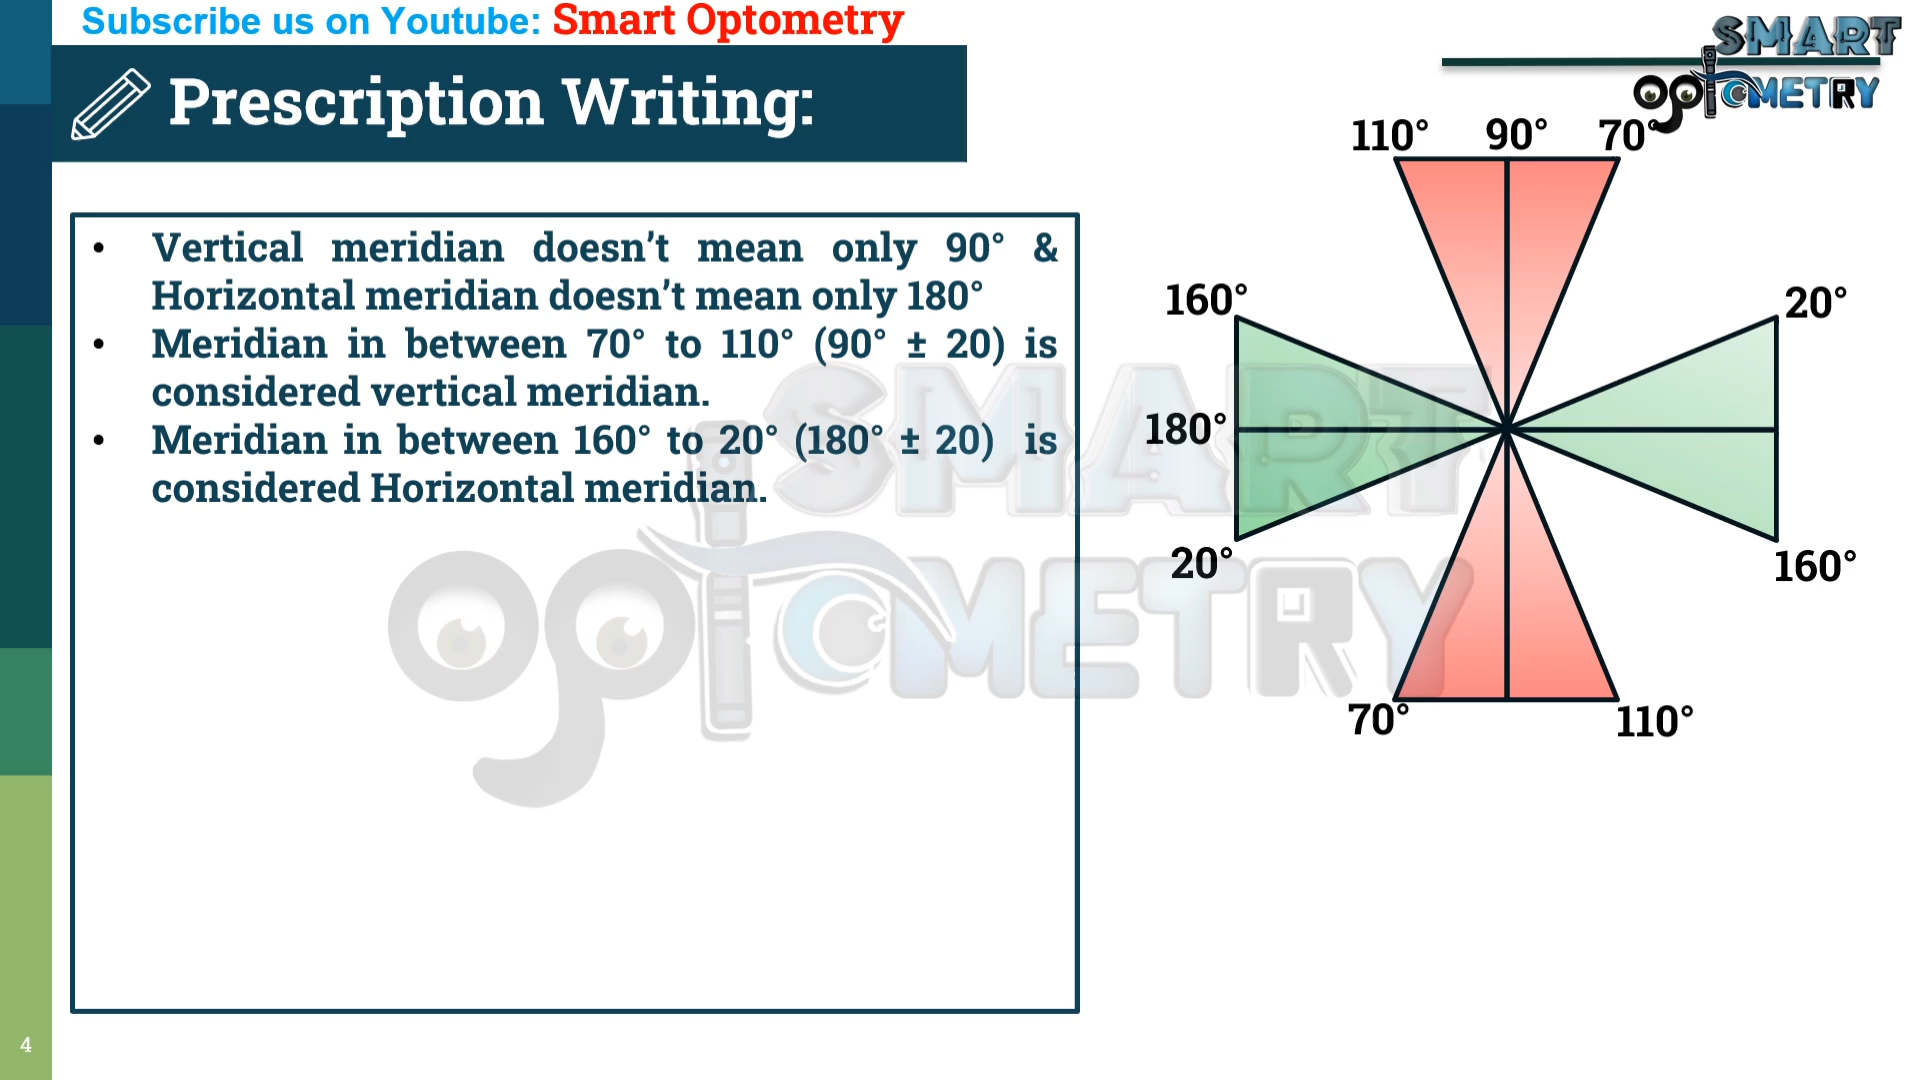 Subscribe us on Youtube: Smart Optometry
SMART
OPTOMETRY
Prescription Writing:
110° 90° 70°
• Vertical meridian doesn’t mean only 90° &
Horizontal meridian doesn’t mean only 180°
• Meridian in between 70° to 110° (90° ± 20) is
considered vertical meridian.
• Meridian in between 160° to 20° (180° ± 20) is
considered Horizontal meridian.
160° 20°
180°
20° 160°
70° 110°
SMART
OPTOMETRY
4